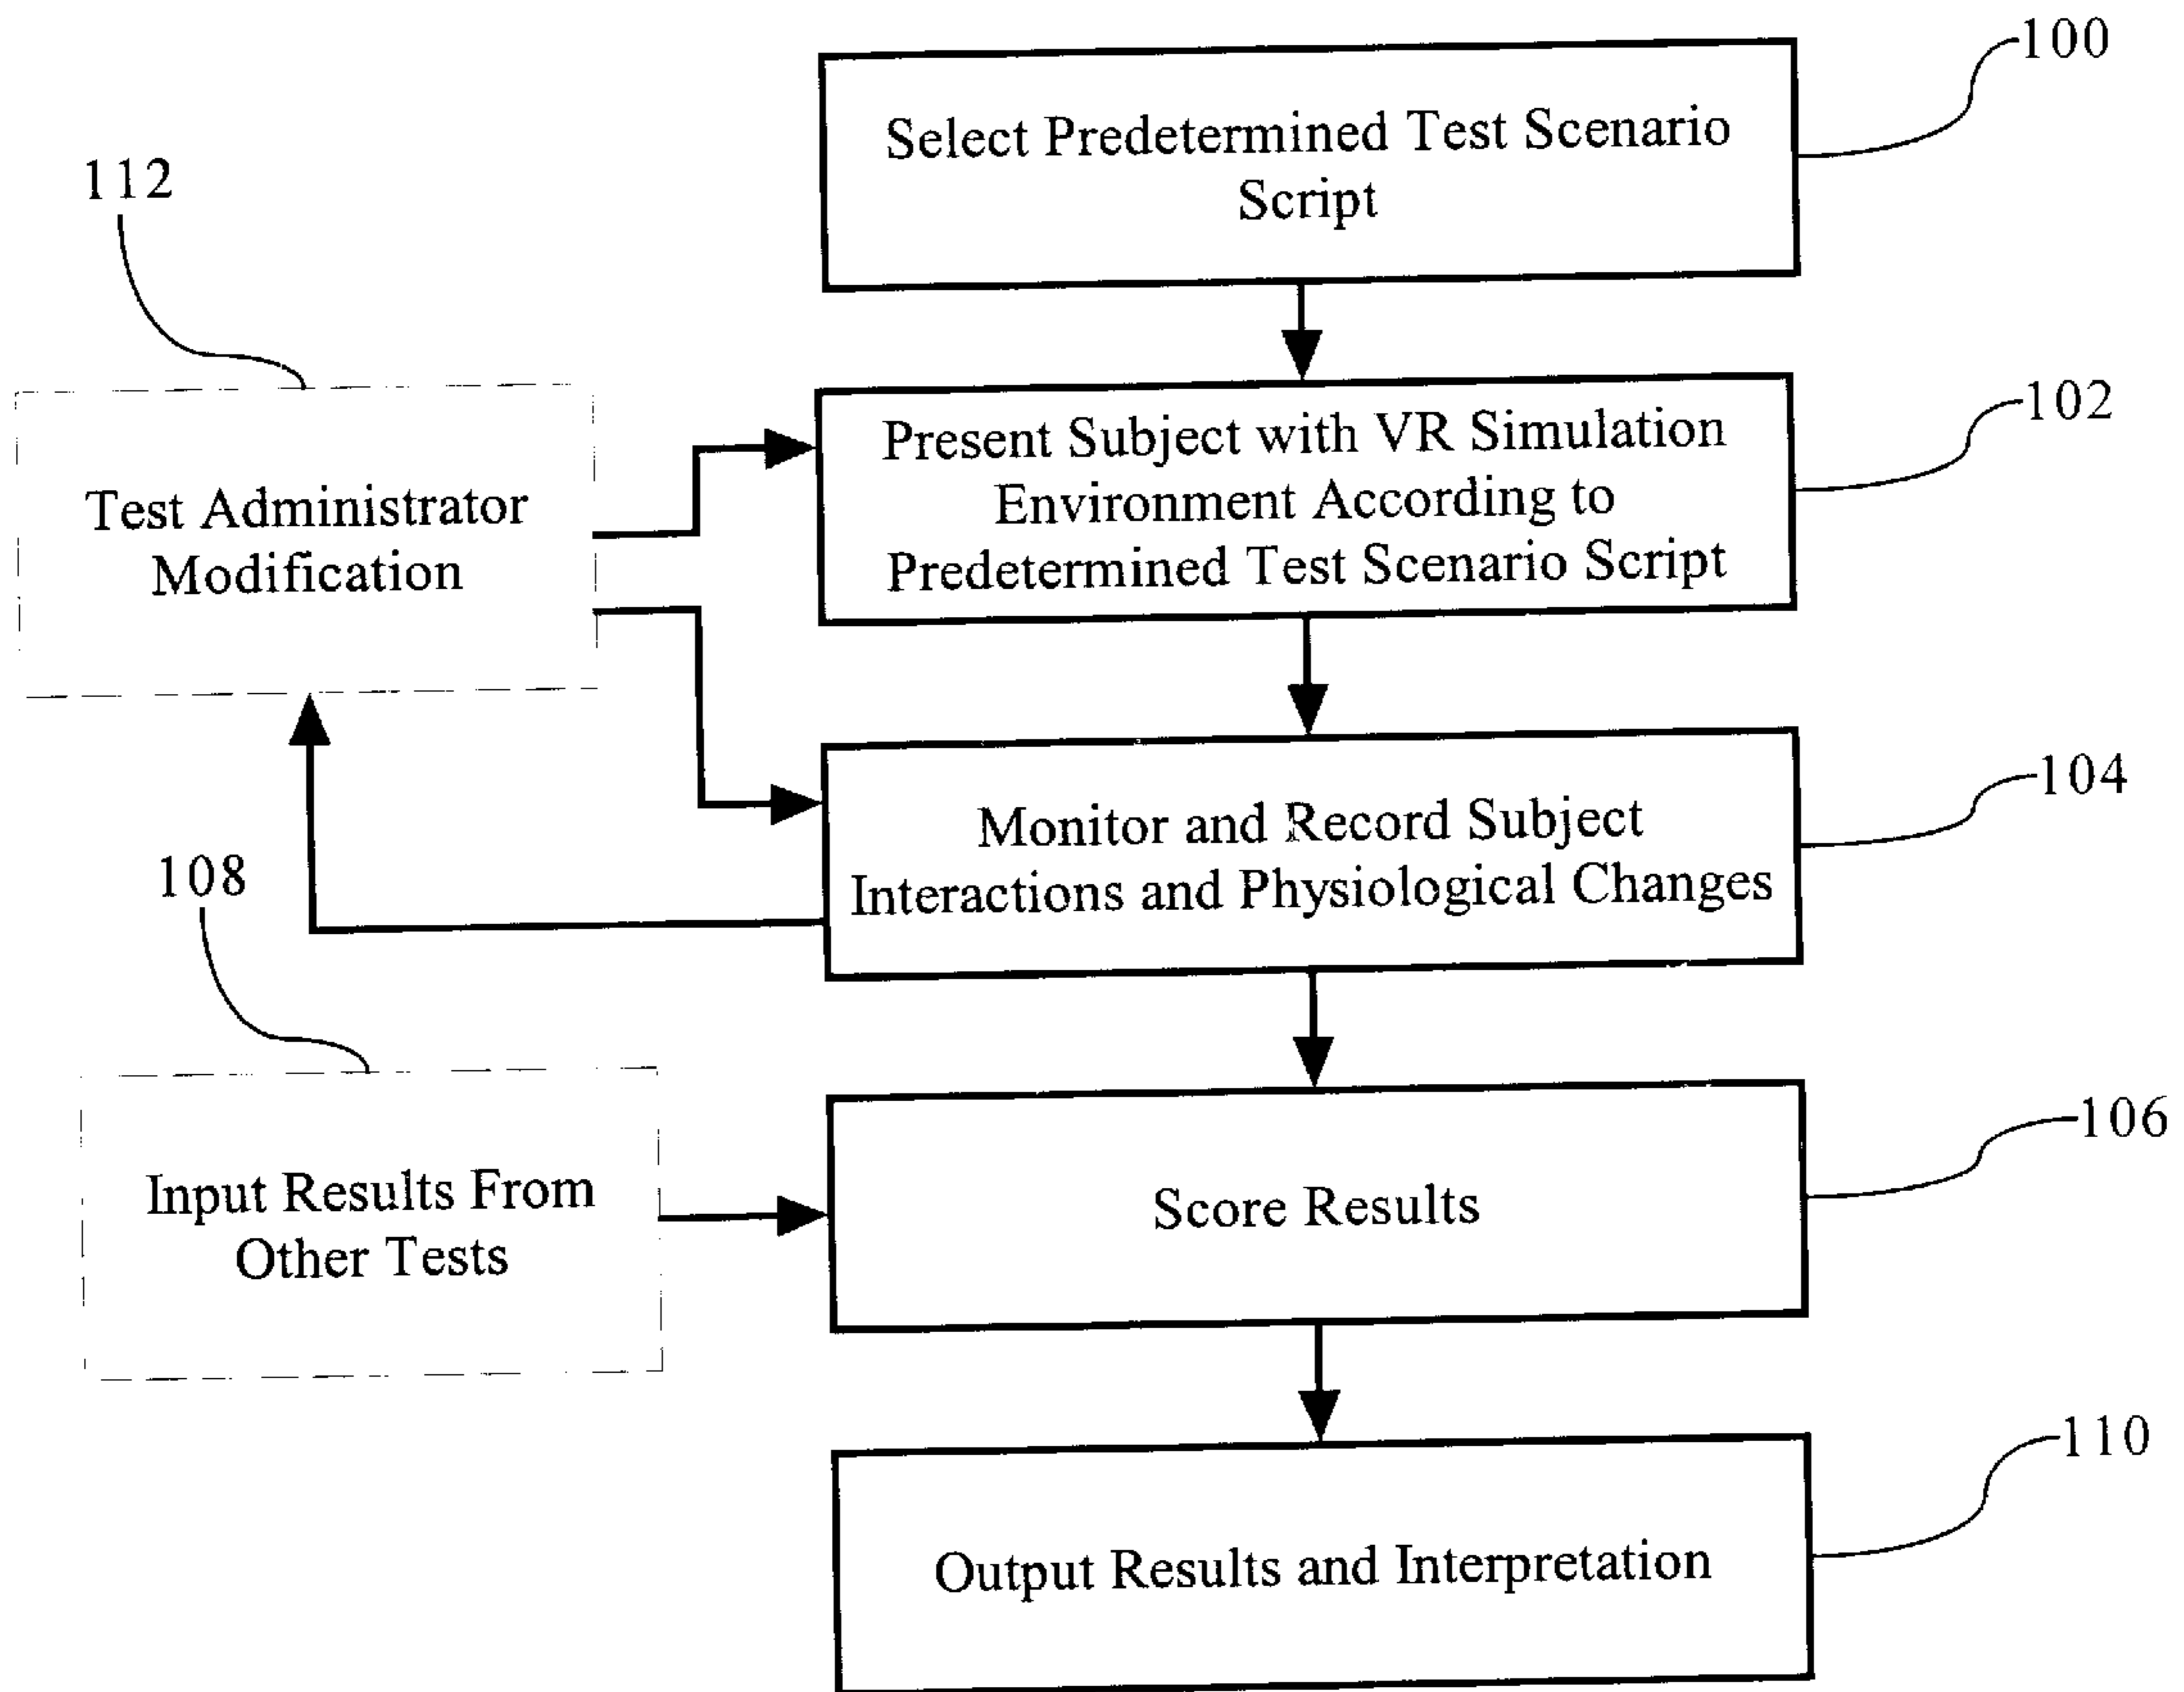 100
Select Predetermined Test Scenario
Script
112
102
Present Subject with VR Simulation
Environment According to
Predetermined Test Scenario Script
Test Administrator
Modification
104
Monitor and Record Subject
Interactions and Physiological Changes
108
106
Score Results
Input Results From
Other Tests
110
Output Results and Interpretation